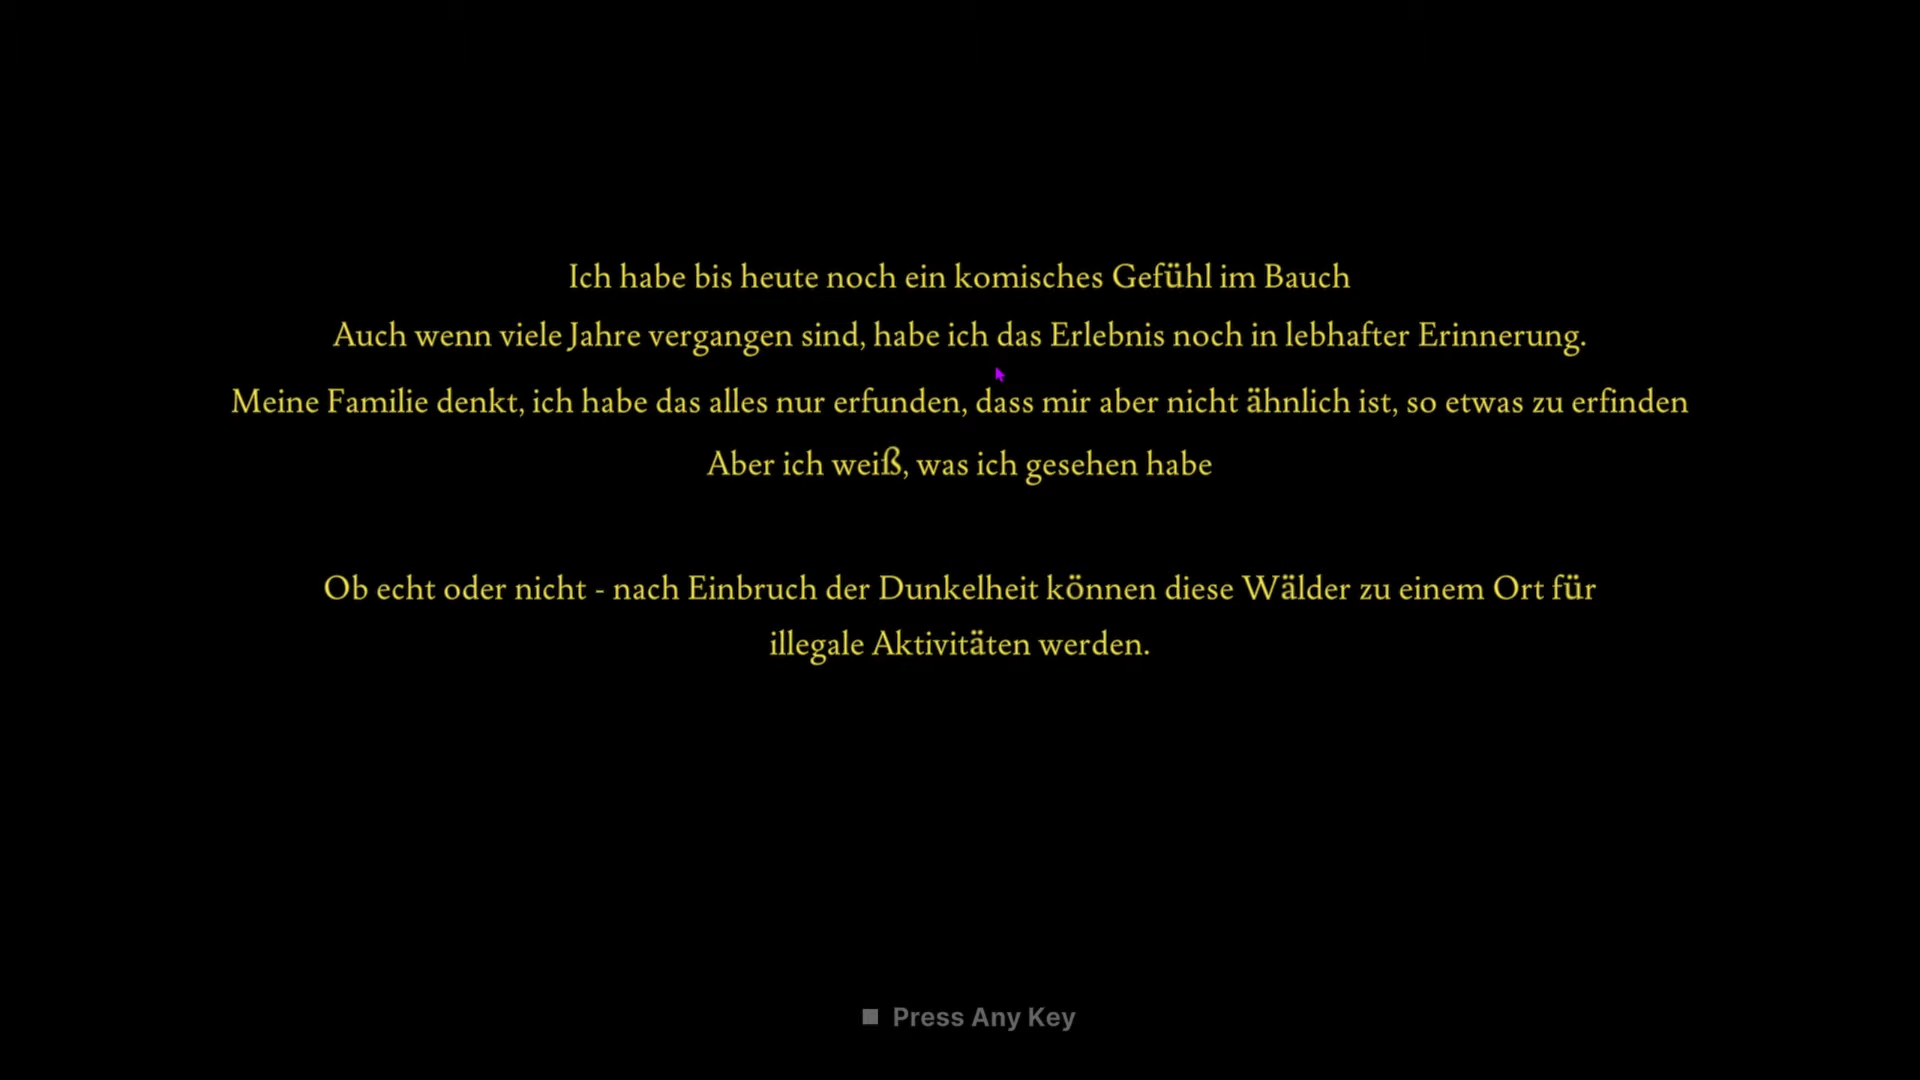 Ich habe bis heute noch ein komisches Gefühl im Bauch
Auch wenn viele Jahre vergangen sind, habe ich das Erlebnis noch in lebhafter Erinnerung.
Meine Familie denkt, ich habe das alles nur erfunden, dass mir aber nicht ähnlich ist, so etwas zu erfinden
Aber ich weiß, was ich gesehen habe
Ob echt oder nicht - nach Einbruch der Dunkelheit können diese Wälder zu einem Ort für
illegale Aktivitäten werden.
Press Any Key